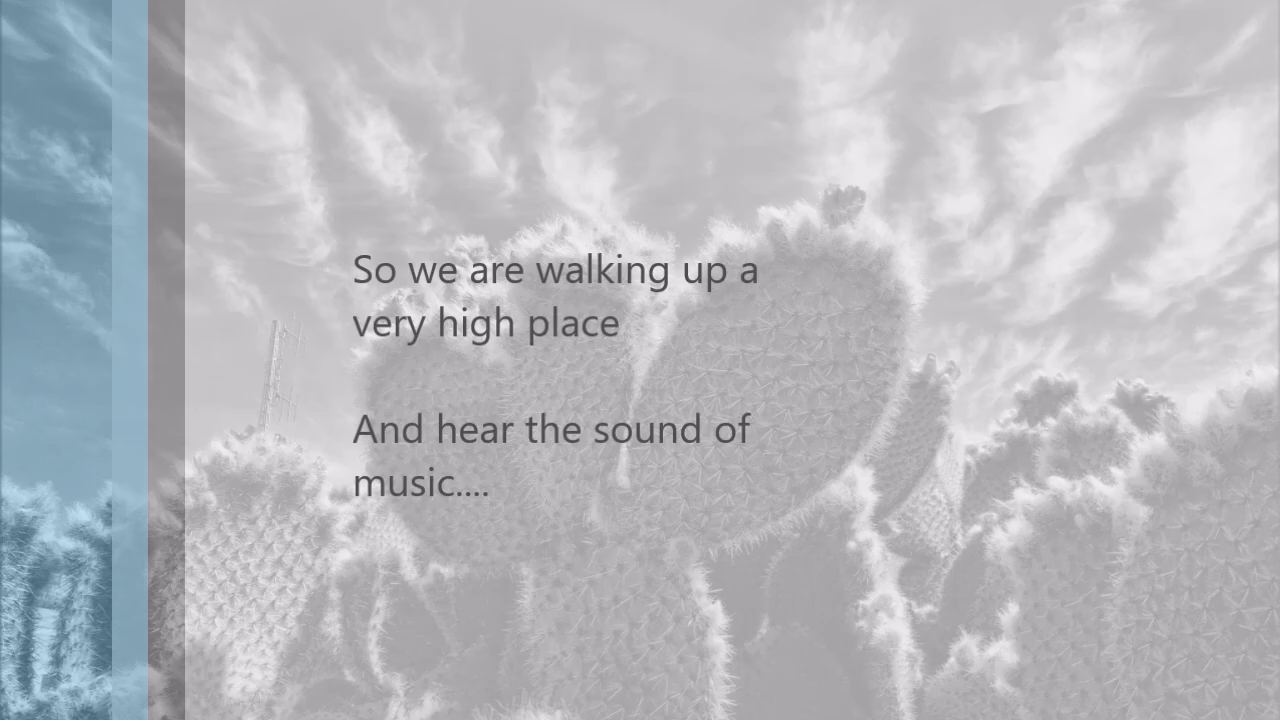 So we are walking up a
very high place
And hear the sound of
music....